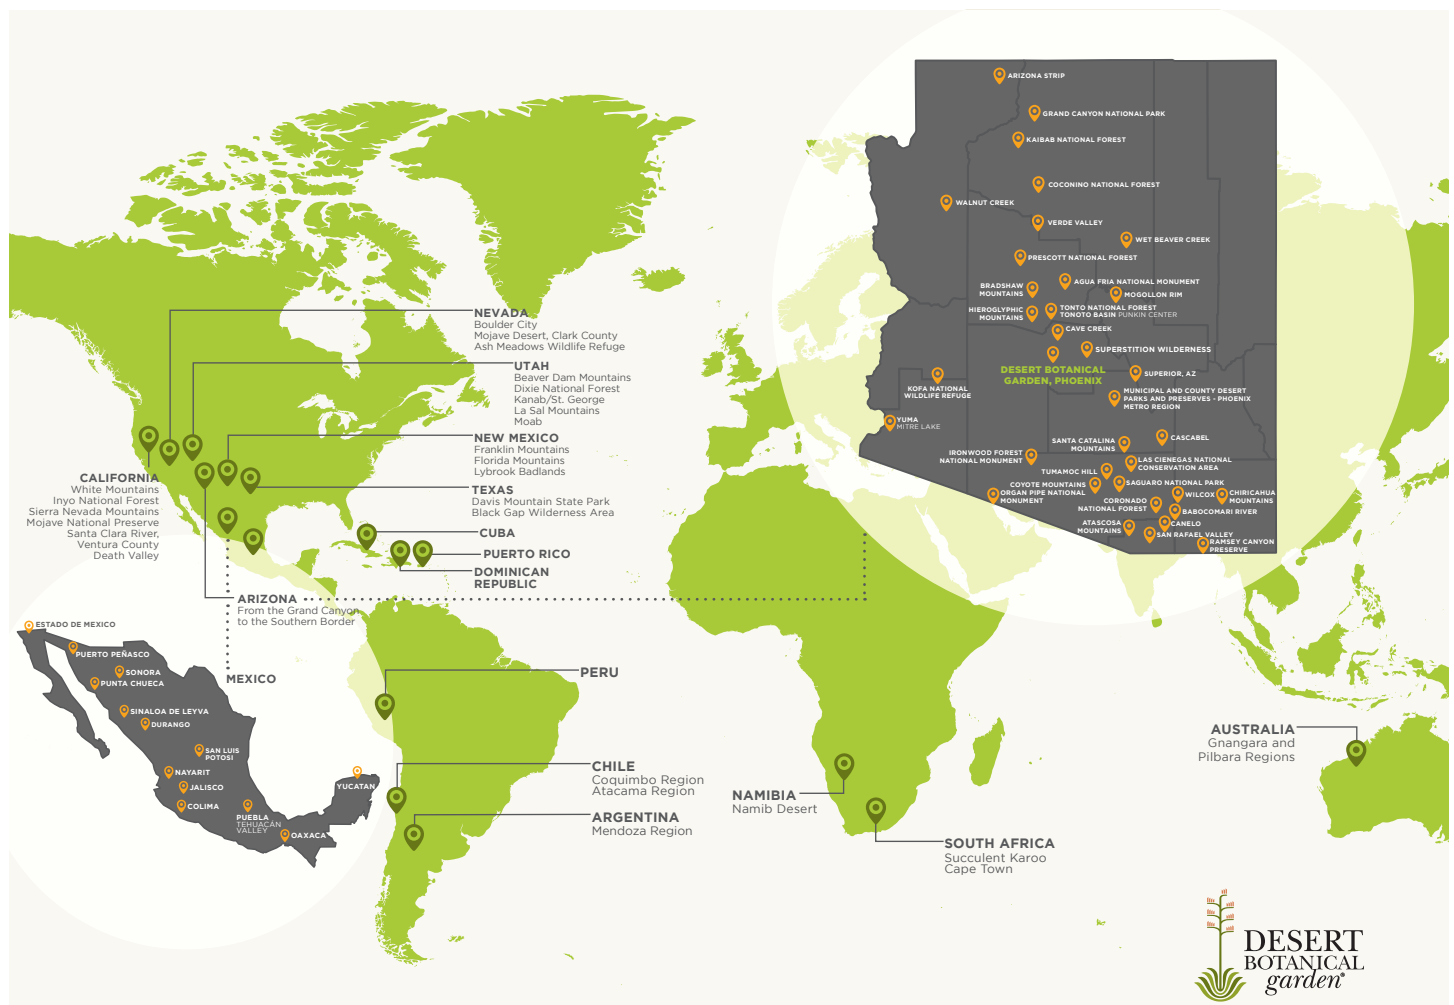 ARIZONA STRIP
GRAND CANYON NATIONAL PARK
KAIBAB NATIONAL FOREST
COCONINO NATIONAL FOREST
WALNUT CREEK
VERDE VALLEY
WET BEAVER CREEK
PRESCOTT NATIONAL FOREST
AGUA FRIA NATIONAL MONUMENT
BRADSHAW
MOUNTAINS
MOGOLLON RIM
HIEROGLYPHIC
MOUNTAINS
TONTO NATIONAL FOREST
TONOTO BASIN PUNKIN CENTER
CAVE CREEK
SUPERSTITION WILDERNESS
DESERT BOTANICAL
GARDEN, PHOENIX
SUPERIOR, AZ
KOFA NATIONAL
WILDLIFE REFUGE
MUNICIPAL AND COUNTY DESERT
PARKS AND PRESERVES - PHOENIX
METRO REGION
YUMA
MITRE LAKE
SANTA CATALINA
MOUNTAINS
CASCABEL
IRONWOOD FOREST
NATIONAL MONUMENT
LAS CIENEGAS NATIONAL
CONSERVATION AREA
TUMAMOC HILL
COYOTE MOUNTAINS
SAGUARO NATIONAL PARK
ORGAN PIPE NATIONAL
MONUMENT
WILCOX
CHIRICAHUA
MOUNTAINS
CORONADO
NATIONAL FOREST
BABOCOMARI RIVER
ATASCOSA
MOUNTAINS
CANELO
SAN RAFAEL VALLEY
RAMSEY CANYON
PRESERVE
NEVADA
Boulder City
Mojave Desert, Clark County
Ash Meadows Wildlife Refuge
UTAH
Beaver Dam Mountains
Dixie National Forest
Kanab/St. George
La Sal Mountains
Moab
NEW MEXICO
Franklin Mountains
Florida Mountains
Lybrook Badlands
TEXAS
Davis Mountain State Park
Black Gap Wilderness Area
CALIFORNIA
White Mountains
Inyo National Forest
Sierra Nevada Mountains
Mojave National Preserve
Santa Clara River,
Ventura County
Death Valley
CUBA
PUERTO RICO
DOMINICAN
REPUBLIC
ARIZONA
From the Grand Canyon
to the Southern Border
MEXICO
ESTADO DE MEXICO
PUERTO PEÑASCO
SONORA
PUNTA CHUECA
SINALOA DE LEYVA
DURANGO
SAN LUIS
POTOSI
NAYARIT
JALISCO
COLIMA
YUCATAN
PUEBLA
TEHUACÁN
VALLEY
OAXACA
PERU
CHILE
Coquimbo Region
Atacama Region
ARGENTINA
Mendoza Region
NAMIBIA
Namib Desert
SOUTH AFRICA
Succulent Karoo
Cape Town
AUSTRALIA
Gnangara and
Pilbara Regions
DESERT
BOTANICAL
garden®